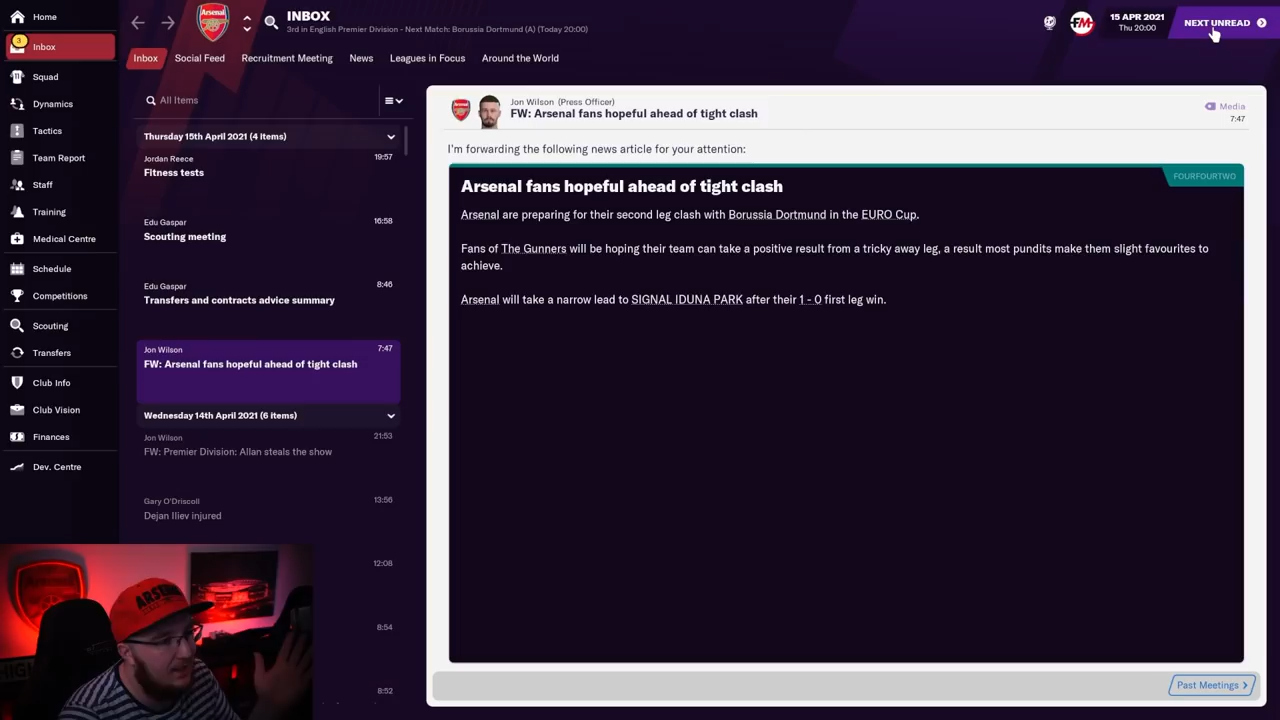 Home
3
Inbox
Squad
Dynamics
Tactics
Team Report
Staff
Training
Medical Centre
Schedule
Competitions
Scouting
Transfers
Club Info
Club Vision
Finances
Dev. Centre
Arsenal
INBOX
3rd in English Premier Division - Next Match: Borussia Dortmund (A) (Today 20:00)
FM
15 APR 2021
Thu 20:00
NEXT UNREAD
Inbox
Social Feed
Recruitment Meeting
News
Leagues in Focus
Around the World
All Items
Thursday 15th April 2021 (4 items)
Jordan Reece 19:57
Fitness tests
Edu Gaspar 16:58
Scouting meeting
Edu Gaspar 8:46
Transfers and contracts advice summary
Jon Wilson 7:47
FW: Arsenal fans hopeful ahead of tight clash
Wednesday 14th April 2021 (6 items)
Jon Wilson 21:53
FW: Premier Division: Allan steals the show
Gary O'Driscoll 13:56
Dejan Iliev injured
12:08
8:54
8:52
Jon Wilson (Press Officer)
FW: Arsenal fans hopeful ahead of tight clash
Media
7:47
I'm forwarding the following news article for your attention:
FOURFOURTWO
Arsenal fans hopeful ahead of tight clash
Arsenal are preparing for their second leg clash with Borussia Dortmund in the EURO Cup.
Fans of The Gunners will be hoping their team can take a positive result from a tricky away leg, a result most pundits make them slight favourites to
achieve.
Arsenal will take a narrow lead to SIGNAL IDUNA PARK after their 1 - 0 first leg win.
Past Meetings